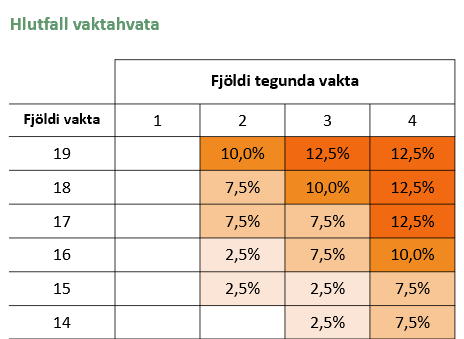 Hlutfall vaktahvata
Fjöldi tegunda vakta
Fjöldi vakta 1 2 3 4
19 10,0% 12,5% 12,5%
18 7,5% 10,0% 12,5%
17 7,5% 7,5% 12,5%
16 2,5% 7,5% 10,0%
15 2,5% 2,5% 7,5%
14 2,5% 7,5%